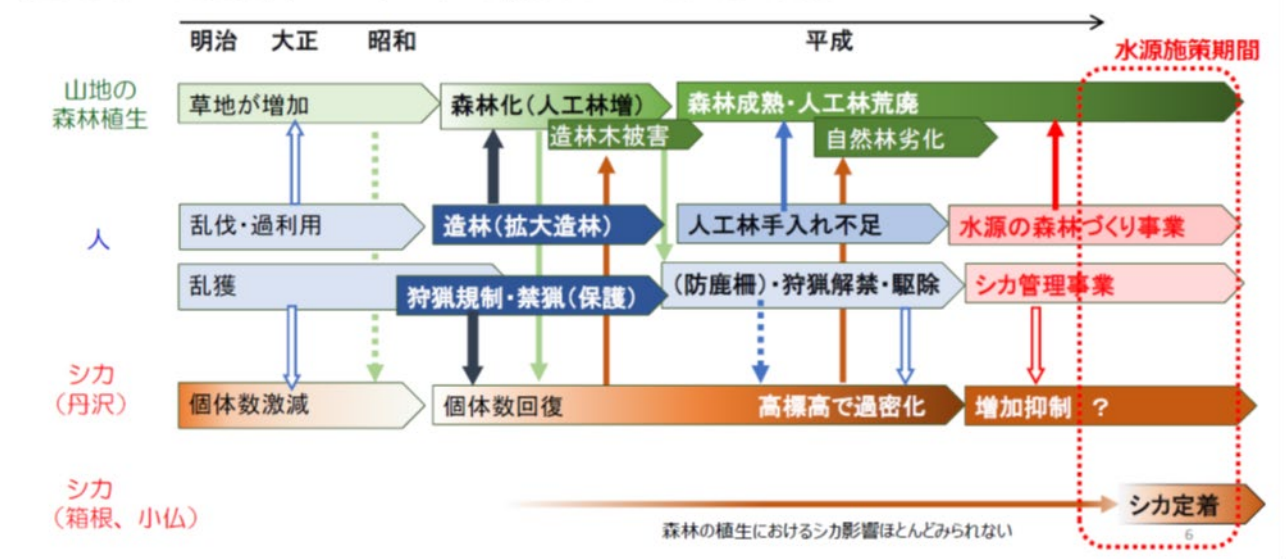 明治 大正 昭和 平成
水源施策期間
山地の
森林植生
草地が増加
森林化(人工林増)
森林成熟・人工林荒廃
造林木被害
自然林劣化
人
乱伐・過利用
造林(拡大造林)
人工林手入れ不足
水源の森林づくり事業
乱獲
狩猟規制・禁猟(保護)
(防鹿柵)・狩猟解禁・駆除
シカ管理事業
シカ
(丹沢)
個体数激減
個体数回復
高標高で過密化
増加抑制 ?
シカ
(箱根、小仏)
シカ定着
森林の植生におけるシカ影響ほとんどみられない
6